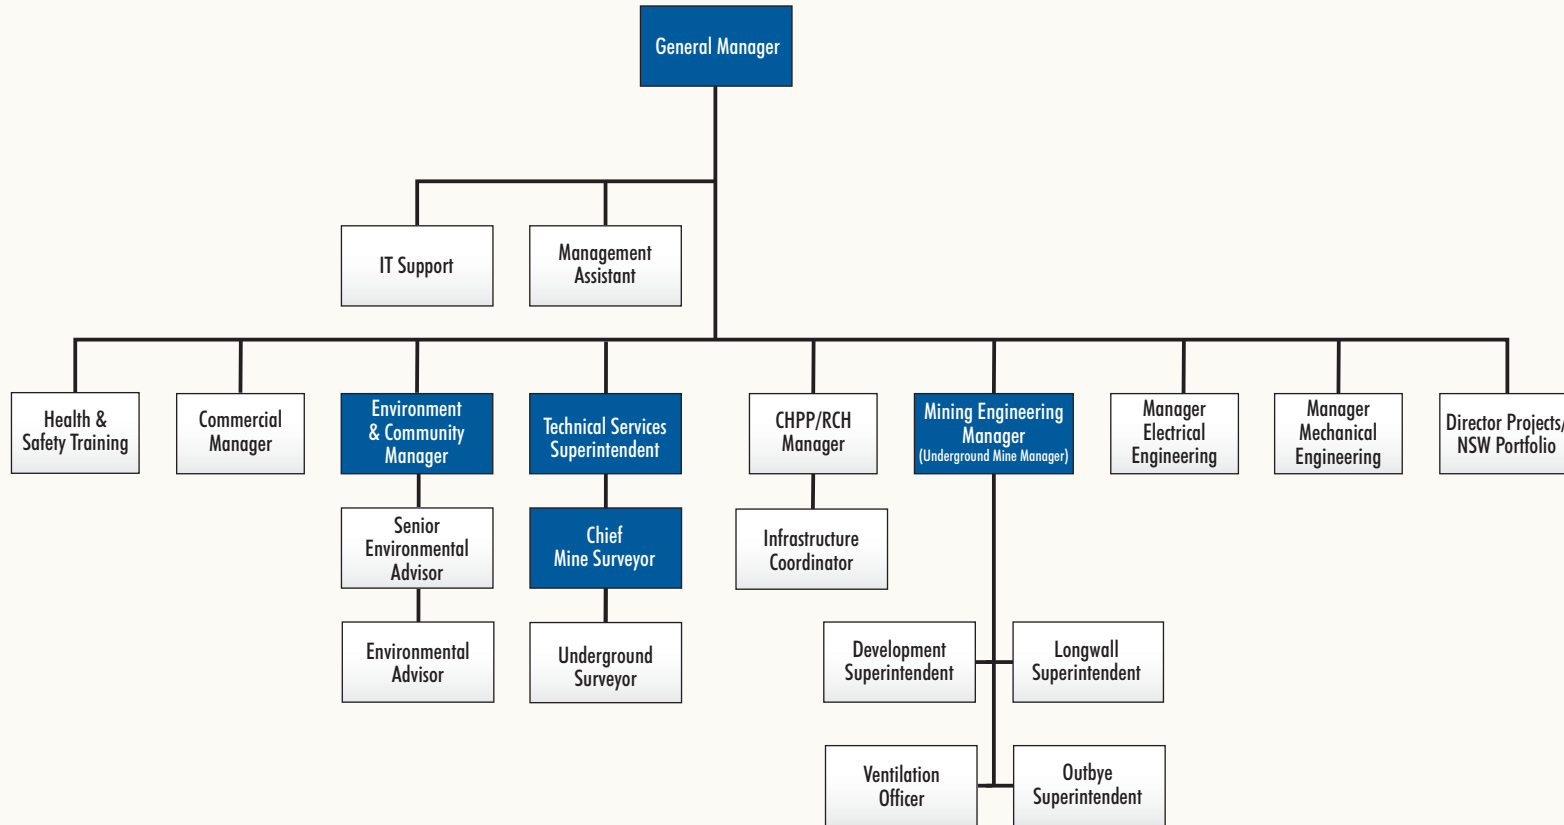 General Manager
IT Support
Management
Assistant
Health &
Safety Training
Commercial
Manager
Environment
& Community
Manager
Technical Services
Superintendent
CHPP/RCH
Manager
Mining Engineering
Manager
(Underground Mine Manager)
Manager
Electrical
Engineering
Manager
Mechanical
Engineering
Director Projects/
NSW Portfolio
Senior
Environmental
Advisor
Chief
Mine Surveyor
Infrastructure
Coordinator
Environmental
Advisor
Underground
Surveyor
Development
Superintendent
Longwall
Superintendent
Ventilation
Officer
Outbye
Superintendent